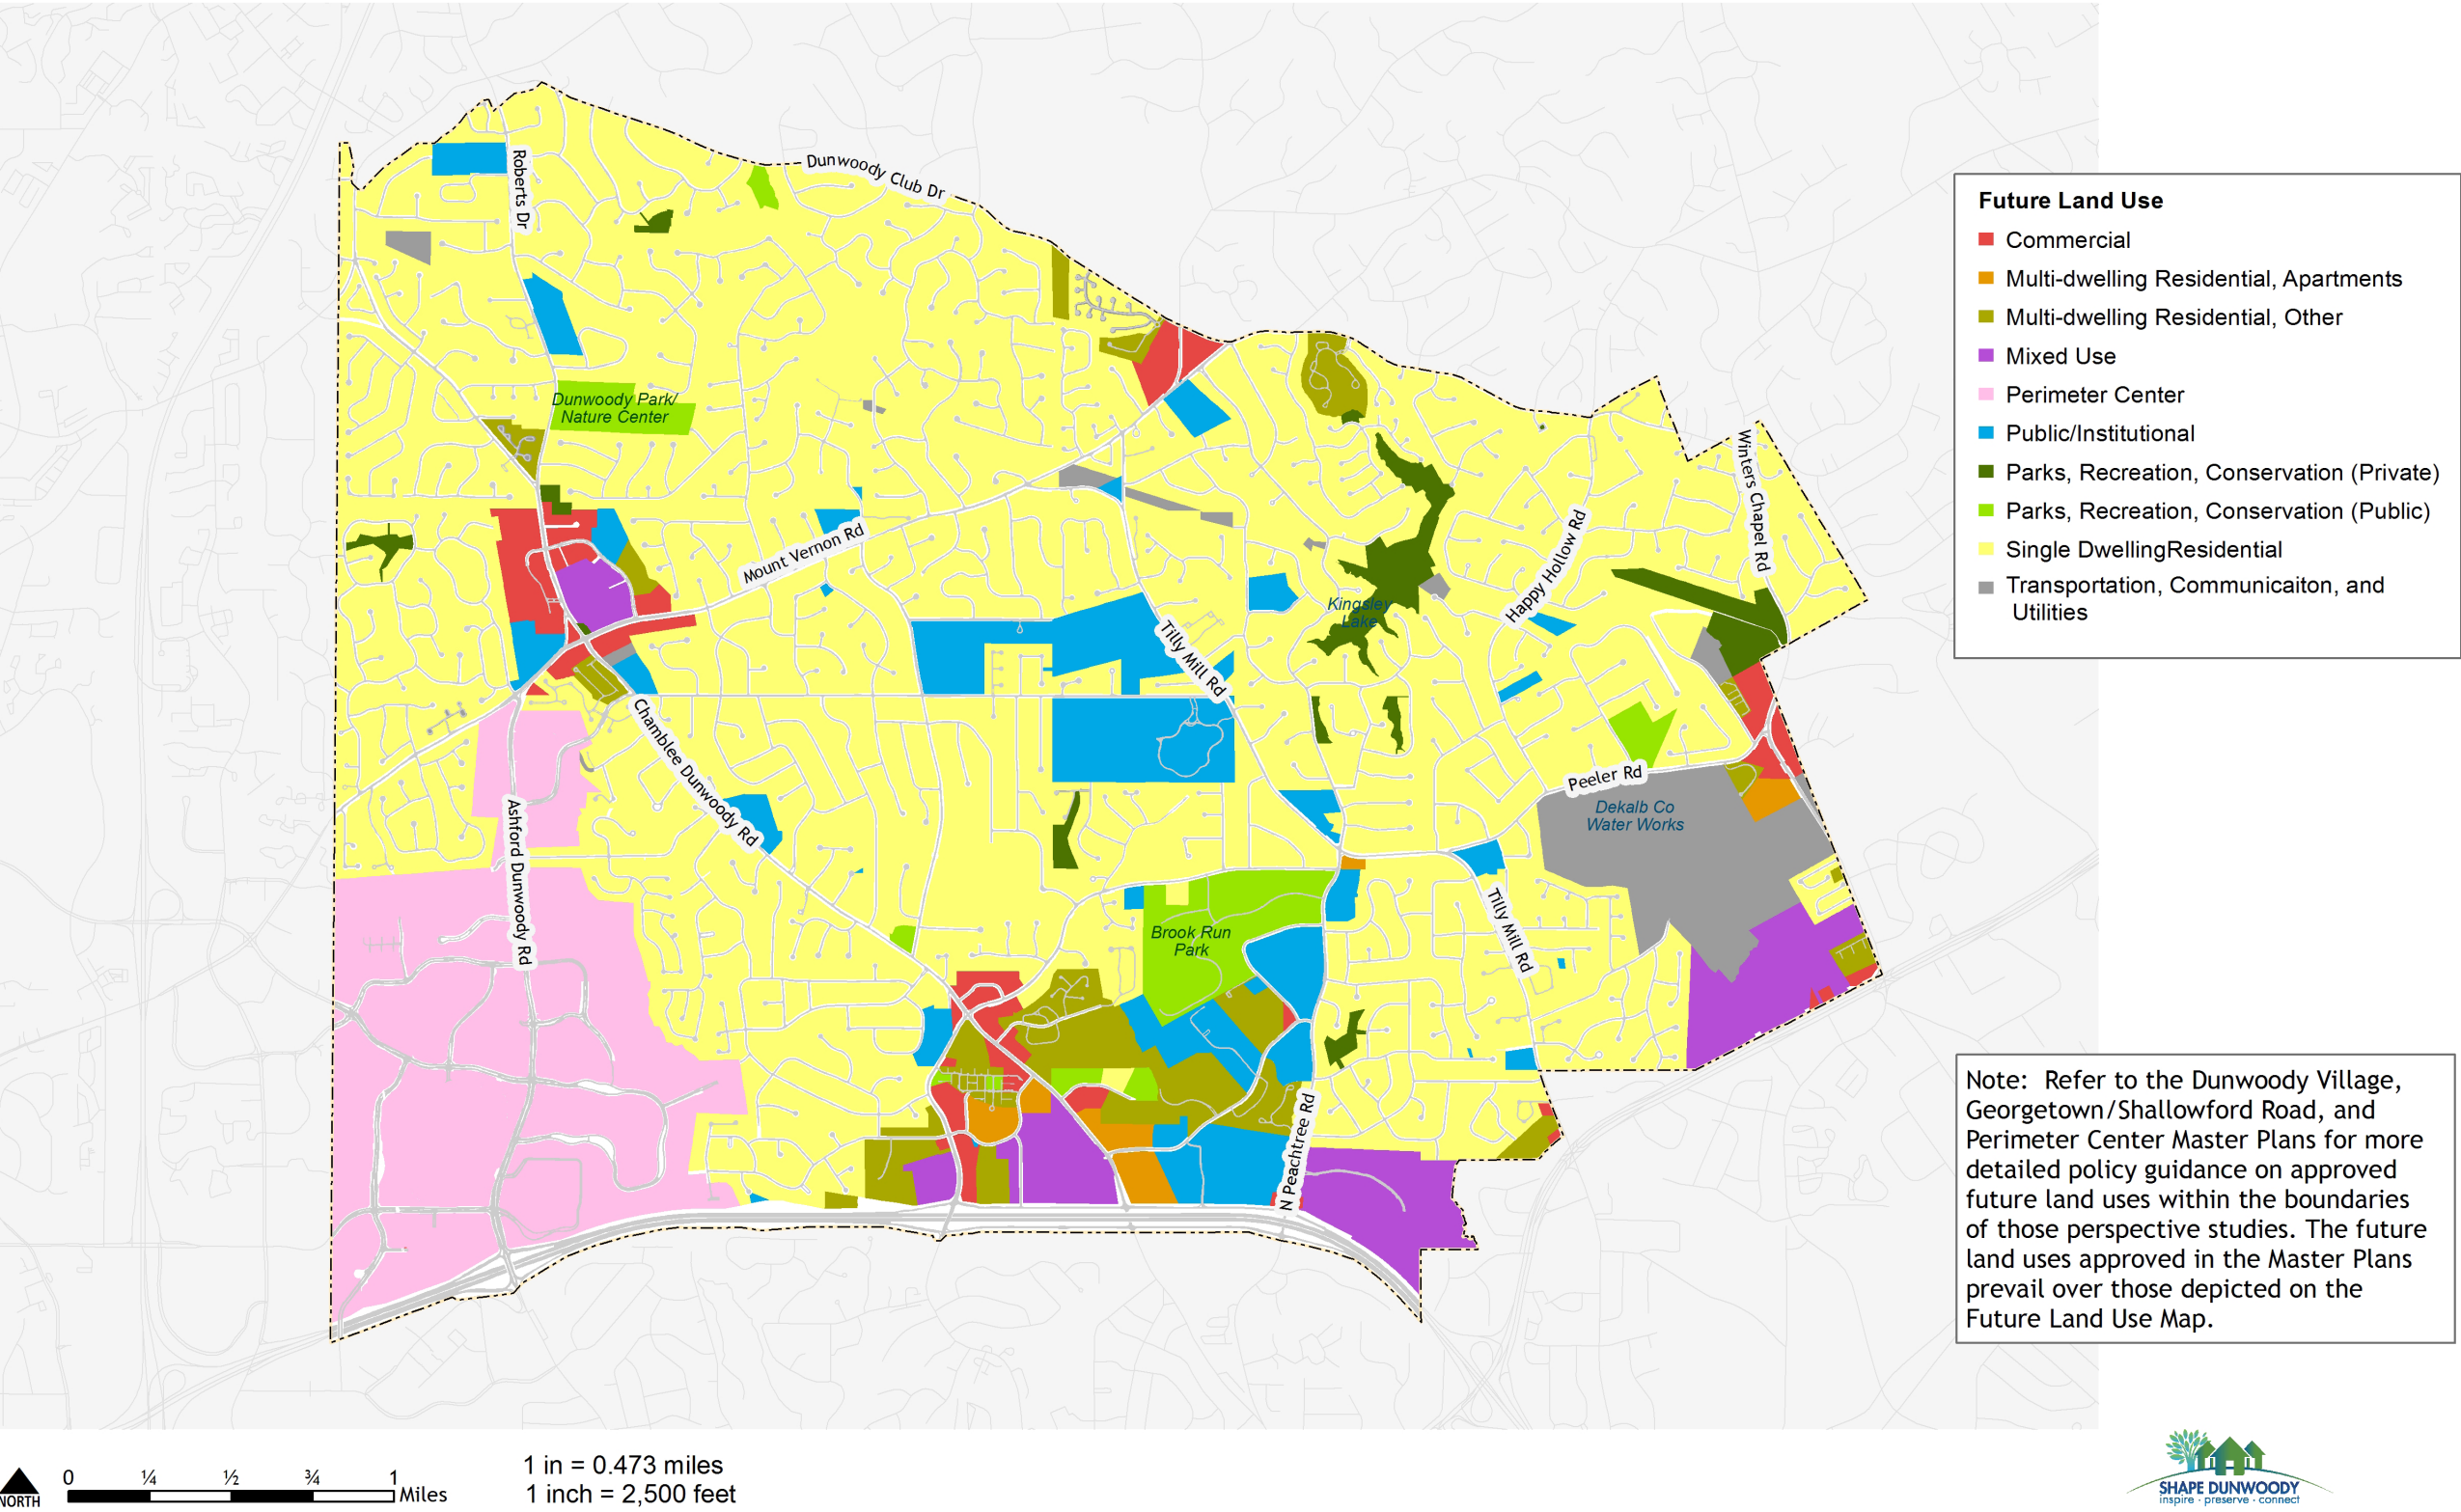 Dunwoody Club Dr
Roberts Dr
Future Land Use
Commercial
Multi-dwelling Residential, Apartments
Multi-dwelling Residential, Other
Mixed Use
Perimeter Center
Public/Institutional
Parks, Recreation, Conservation (Private)
Parks, Recreation, Conservation (Public)
Single DwellingResidential
Transportation, Communicaiton, and
Utilities
Dunwoody Park/
Nature Center
Winters Chapel Rd
Mount Vernon Rd
Happy Hollow Rd
Kingsley
Lake
Tilly Mill Rd
Chamblee Dunwoody Rd
Peeler Rd
Dekalb Co
Water Works
Ashford Dunwoody Rd
Brook Run
Park
Tilly Mill Rd
N Peachtree Rd
Note: Refer to the Dunwoody Village,
Georgetown/Shallowford Road, and
Perimeter Center Master Plans for more
detailed policy guidance on approved
future land uses within the boundaries
of those perspective studies. The future
land uses approved in the Master Plans
prevail over those depicted on the
Future Land Use Map.
NORTH
0 ¼ ½ ¾ 1
Miles
1 in = 0.473 miles
1 inch = 2,500 feet
SHAPE DUNWOODY
inspire · preserve · connect